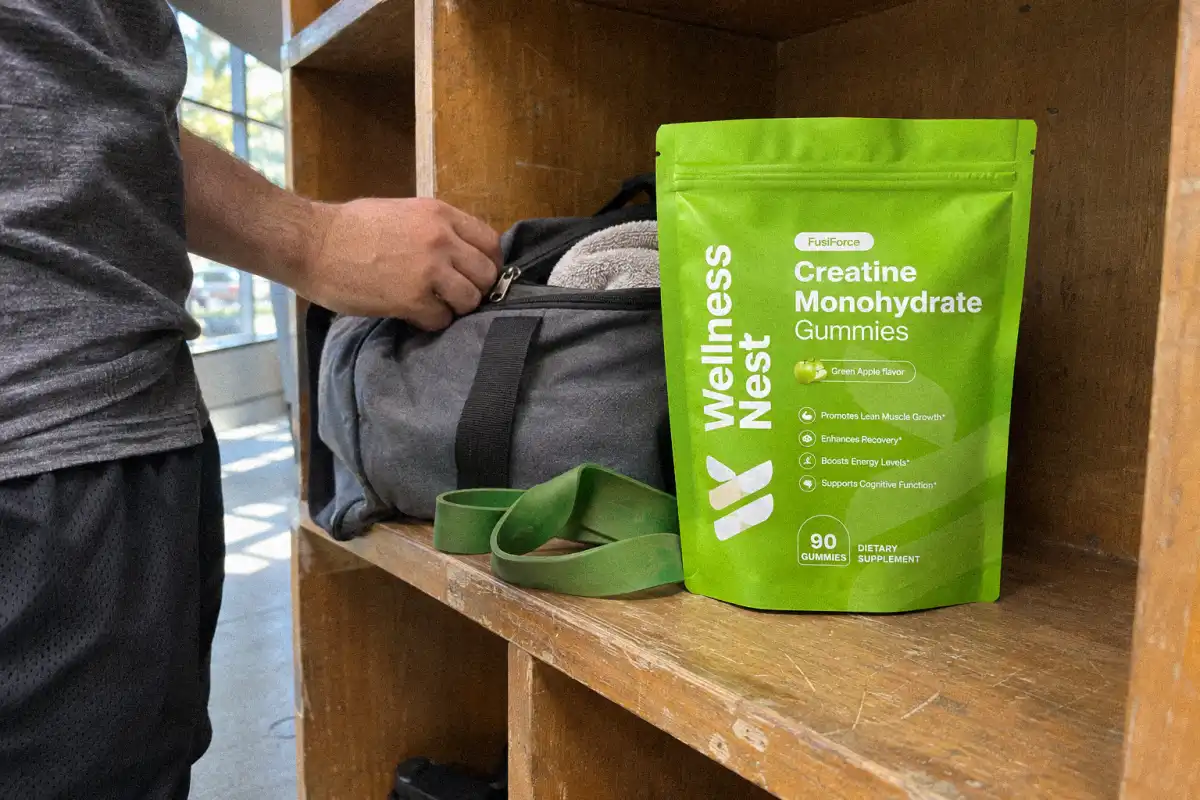 Wellness
Nest
FusiForce
Creatine
Monohydrate
Gummies
Green Apple flavor
Promotes Lean Muscle Growth*
Enhances Recovery*
Boosts Energy Levels*
Supports Cognitive Function*
90
GUMMIES
DIETARY
SUPPLEMENT